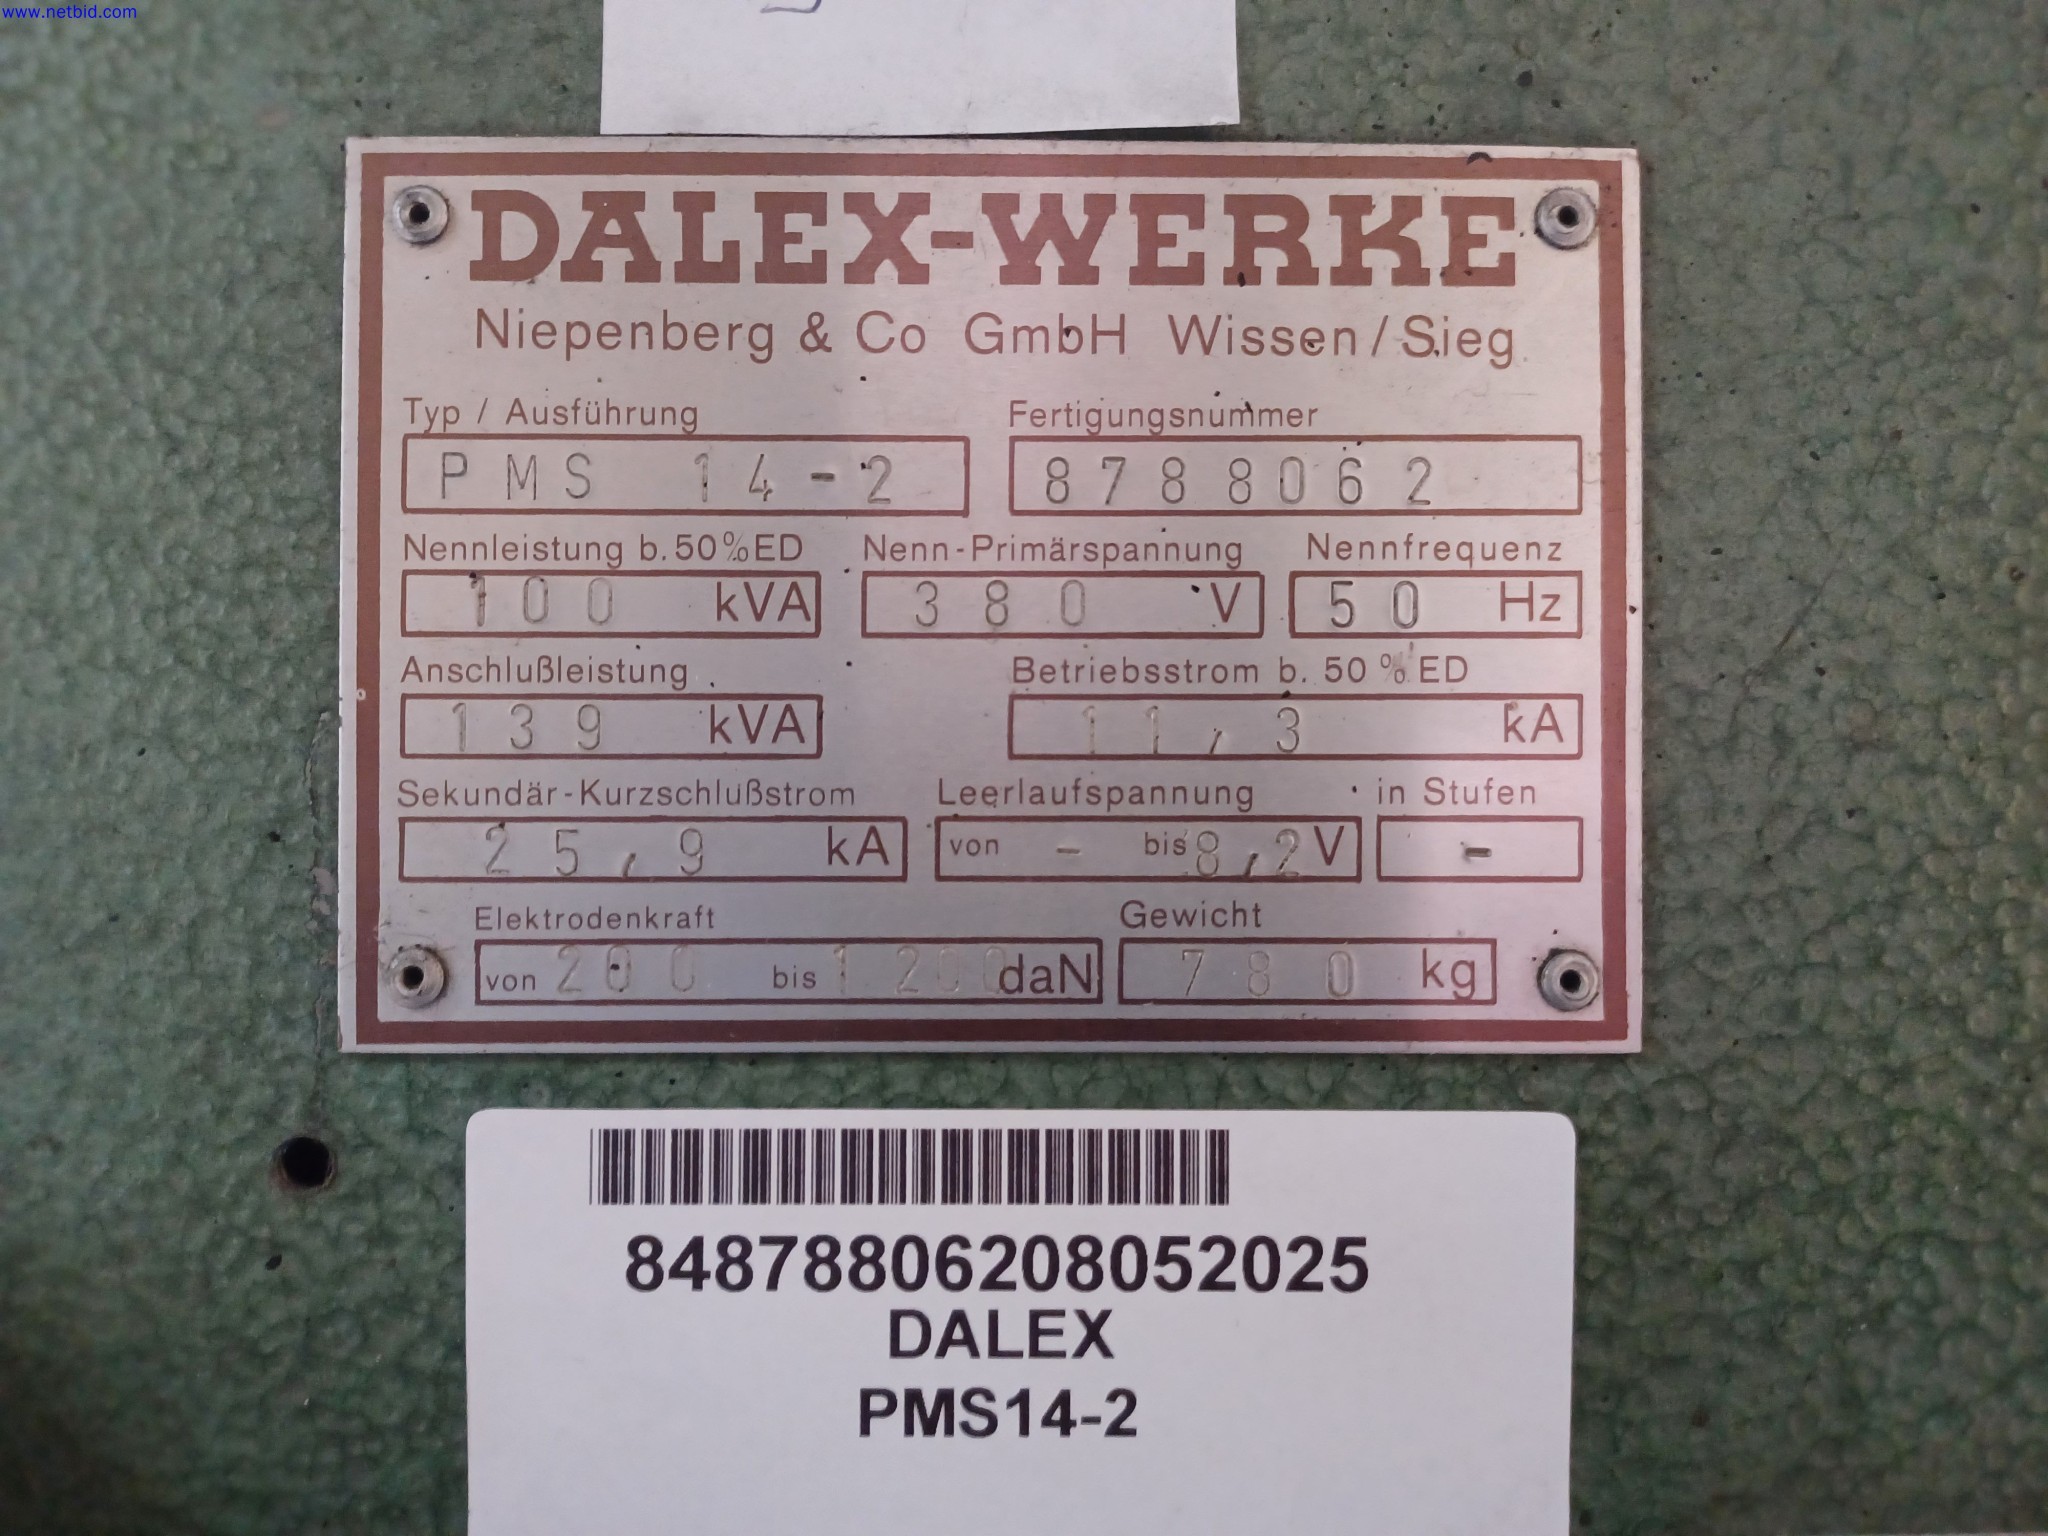 www.netbid.com
DALEX-WERKE
Niepenberg & Co GmbH Wissen/Sieg
Typ / Ausführung Fertigungsnummer
PMS 14-2 8788062
Nennleistung b. 50%ED Nenn-Primärspannung Nennfrequenz
100 kVA 380 V 50 Hz
Anschlußleistung Betriebsstrom b. 50 % ED
139 kVA 11,3 kA
Sekundär-Kurzschlußstrom Leerlaufspannung in Stufen
25,9 kA von - bis 8,2 V -
Elektrodenkraft Gewicht
von 200 bis 1200 daN 780 kg
84878806208052025
DALEX
PMS14-2